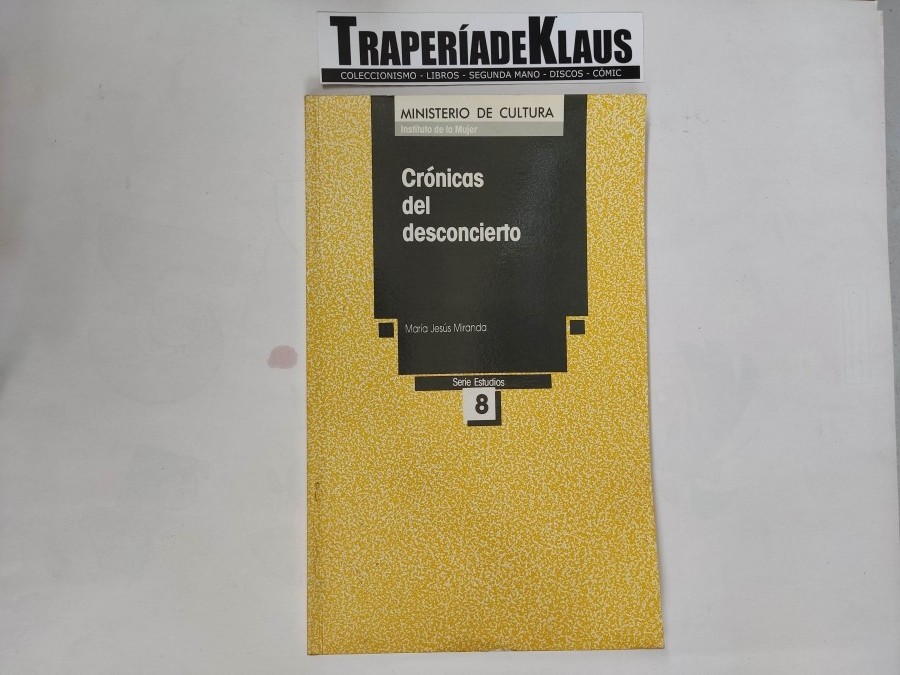 TRAPERÍADEKLAUS
COLECCIONISMO - LIBROS - SEGUNDA MANO - DISCOS - CÓMIC
MINISTERIO DE CULTURA
Instituto de la Mujer
Crónicas
del
desconcierto
María Jesús Miranda
Serie Estudios
8